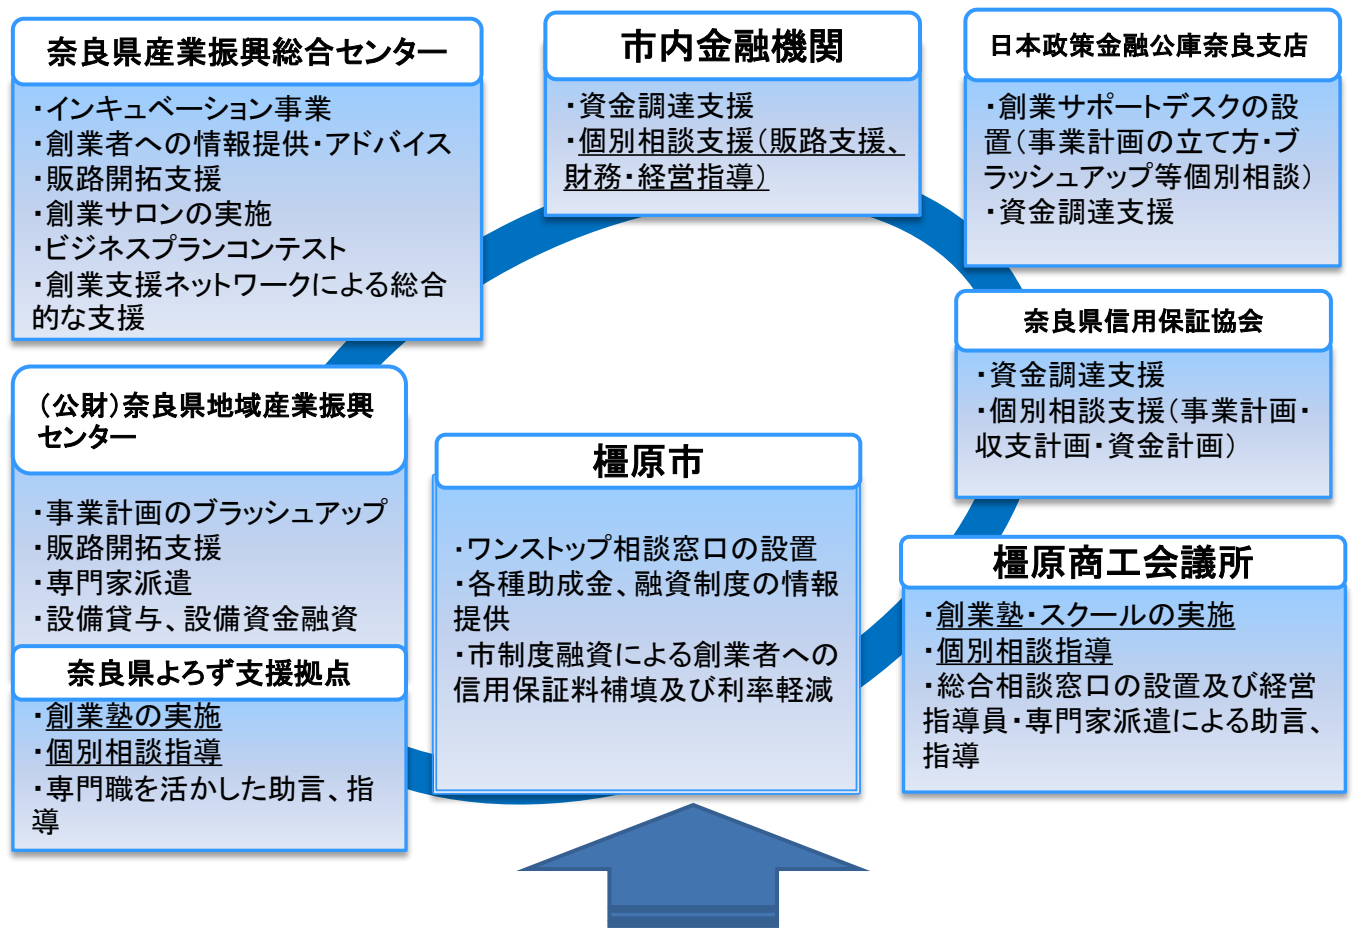 奈良県産業振興総合センター
・インキュベーション事業
・創業者への情報提供・アドバイス
・販路開拓支援
・創業サロンの実施
・ビジネスプランコンテスト
・創業支援ネットワークによる総合
的な支援
市内金融機関
・資金調達支援
・個別相談支援(販路支援、
財務・経営指導)
日本政策金融公庫奈良支店
・創業サポートデスクの設
置(事業計画の立て方・ブ
ラッシュアップ等個別相談)
・資金調達支援
奈良県信用保証協会
・資金調達支援
・個別相談支援(事業計画・
収支計画・資金計画)
(公財)奈良県地域産業振興
センター
・事業計画のブラッシュアップ
・販路開拓支援
・専門家派遣
・設備貸与、設備資金融資
奈良県よろず支援拠点
・創業塾の実施
・個別相談指導
・専門職を活かした助言、指
導
橿原市
・ワンストップ相談窓口の設置
・各種助成金、融資制度の情報
提供
・市制度融資による創業者への
信用保証料補填及び利率軽減
橿原商工会議所
・創業塾・スクールの実施
・個別相談指導
・総合相談窓口の設置及び経営
指導員・専門家派遣による助言、
指導